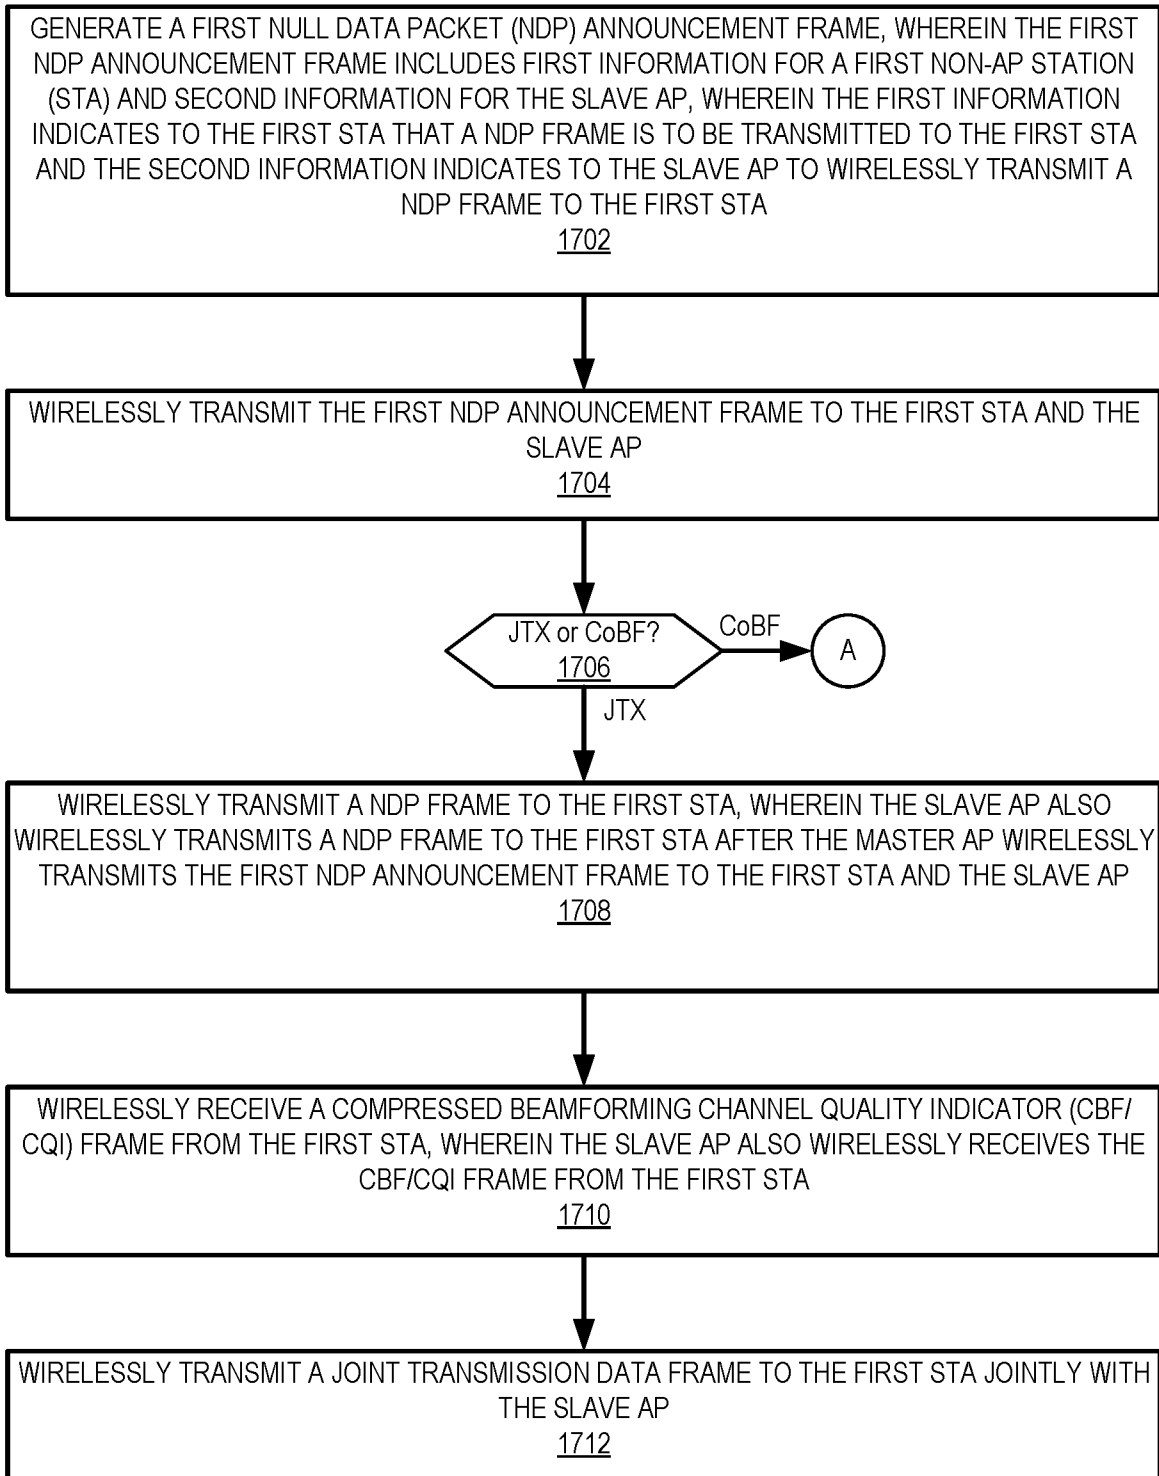 GENERATE A FIRST NULL DATA PACKET (NDP) ANNOUNCEMENT FRAME, WHEREIN THE FIRST
NDP ANNOUNCEMENT FRAME INCLUDES FIRST INFORMATION FOR A FIRST NON-AP STATION
(STA) AND SECOND INFORMATION FOR THE SLAVE AP, WHEREIN THE FIRST INFORMATION
INDICATES TO THE FIRST STA THAT A NDP FRAME IS TO BE TRANSMITTED TO THE FIRST STA
AND THE SECOND INFORMATION INDICATES TO THE SLAVE AP TO WIRELESSLY TRANSMIT A
NDP FRAME TO THE FIRST STA
1702
WIRELESSLY TRANSMIT THE FIRST NDP ANNOUNCEMENT FRAME TO THE FIRST STA AND THE
SLAVE AP
1704
JTX or CoBF?
1706
CoBF
A
JTX
WIRELESSLY TRANSMIT A NDP FRAME TO THE FIRST STA, WHEREIN THE SLAVE AP ALSO
WIRELESSLY TRANSMITS A NDP FRAME TO THE FIRST STA AFTER THE MASTER AP WIRELESSLY
TRANSMITS THE FIRST NDP ANNOUNCEMENT FRAME TO THE FIRST STA AND THE SLAVE AP
1708
WIRELESSLY RECEIVE A COMPRESSED BEAMFORMING CHANNEL QUALITY INDICATOR (CBF/
CQI) FRAME FROM THE FIRST STA, WHEREIN THE SLAVE AP ALSO WIRELESSLY RECEIVES THE
CBF/CQI FRAME FROM THE FIRST STA
1710
WIRELESSLY TRANSMIT A JOINT TRANSMISSION DATA FRAME TO THE FIRST STA JOINTLY WITH
THE SLAVE AP
1712